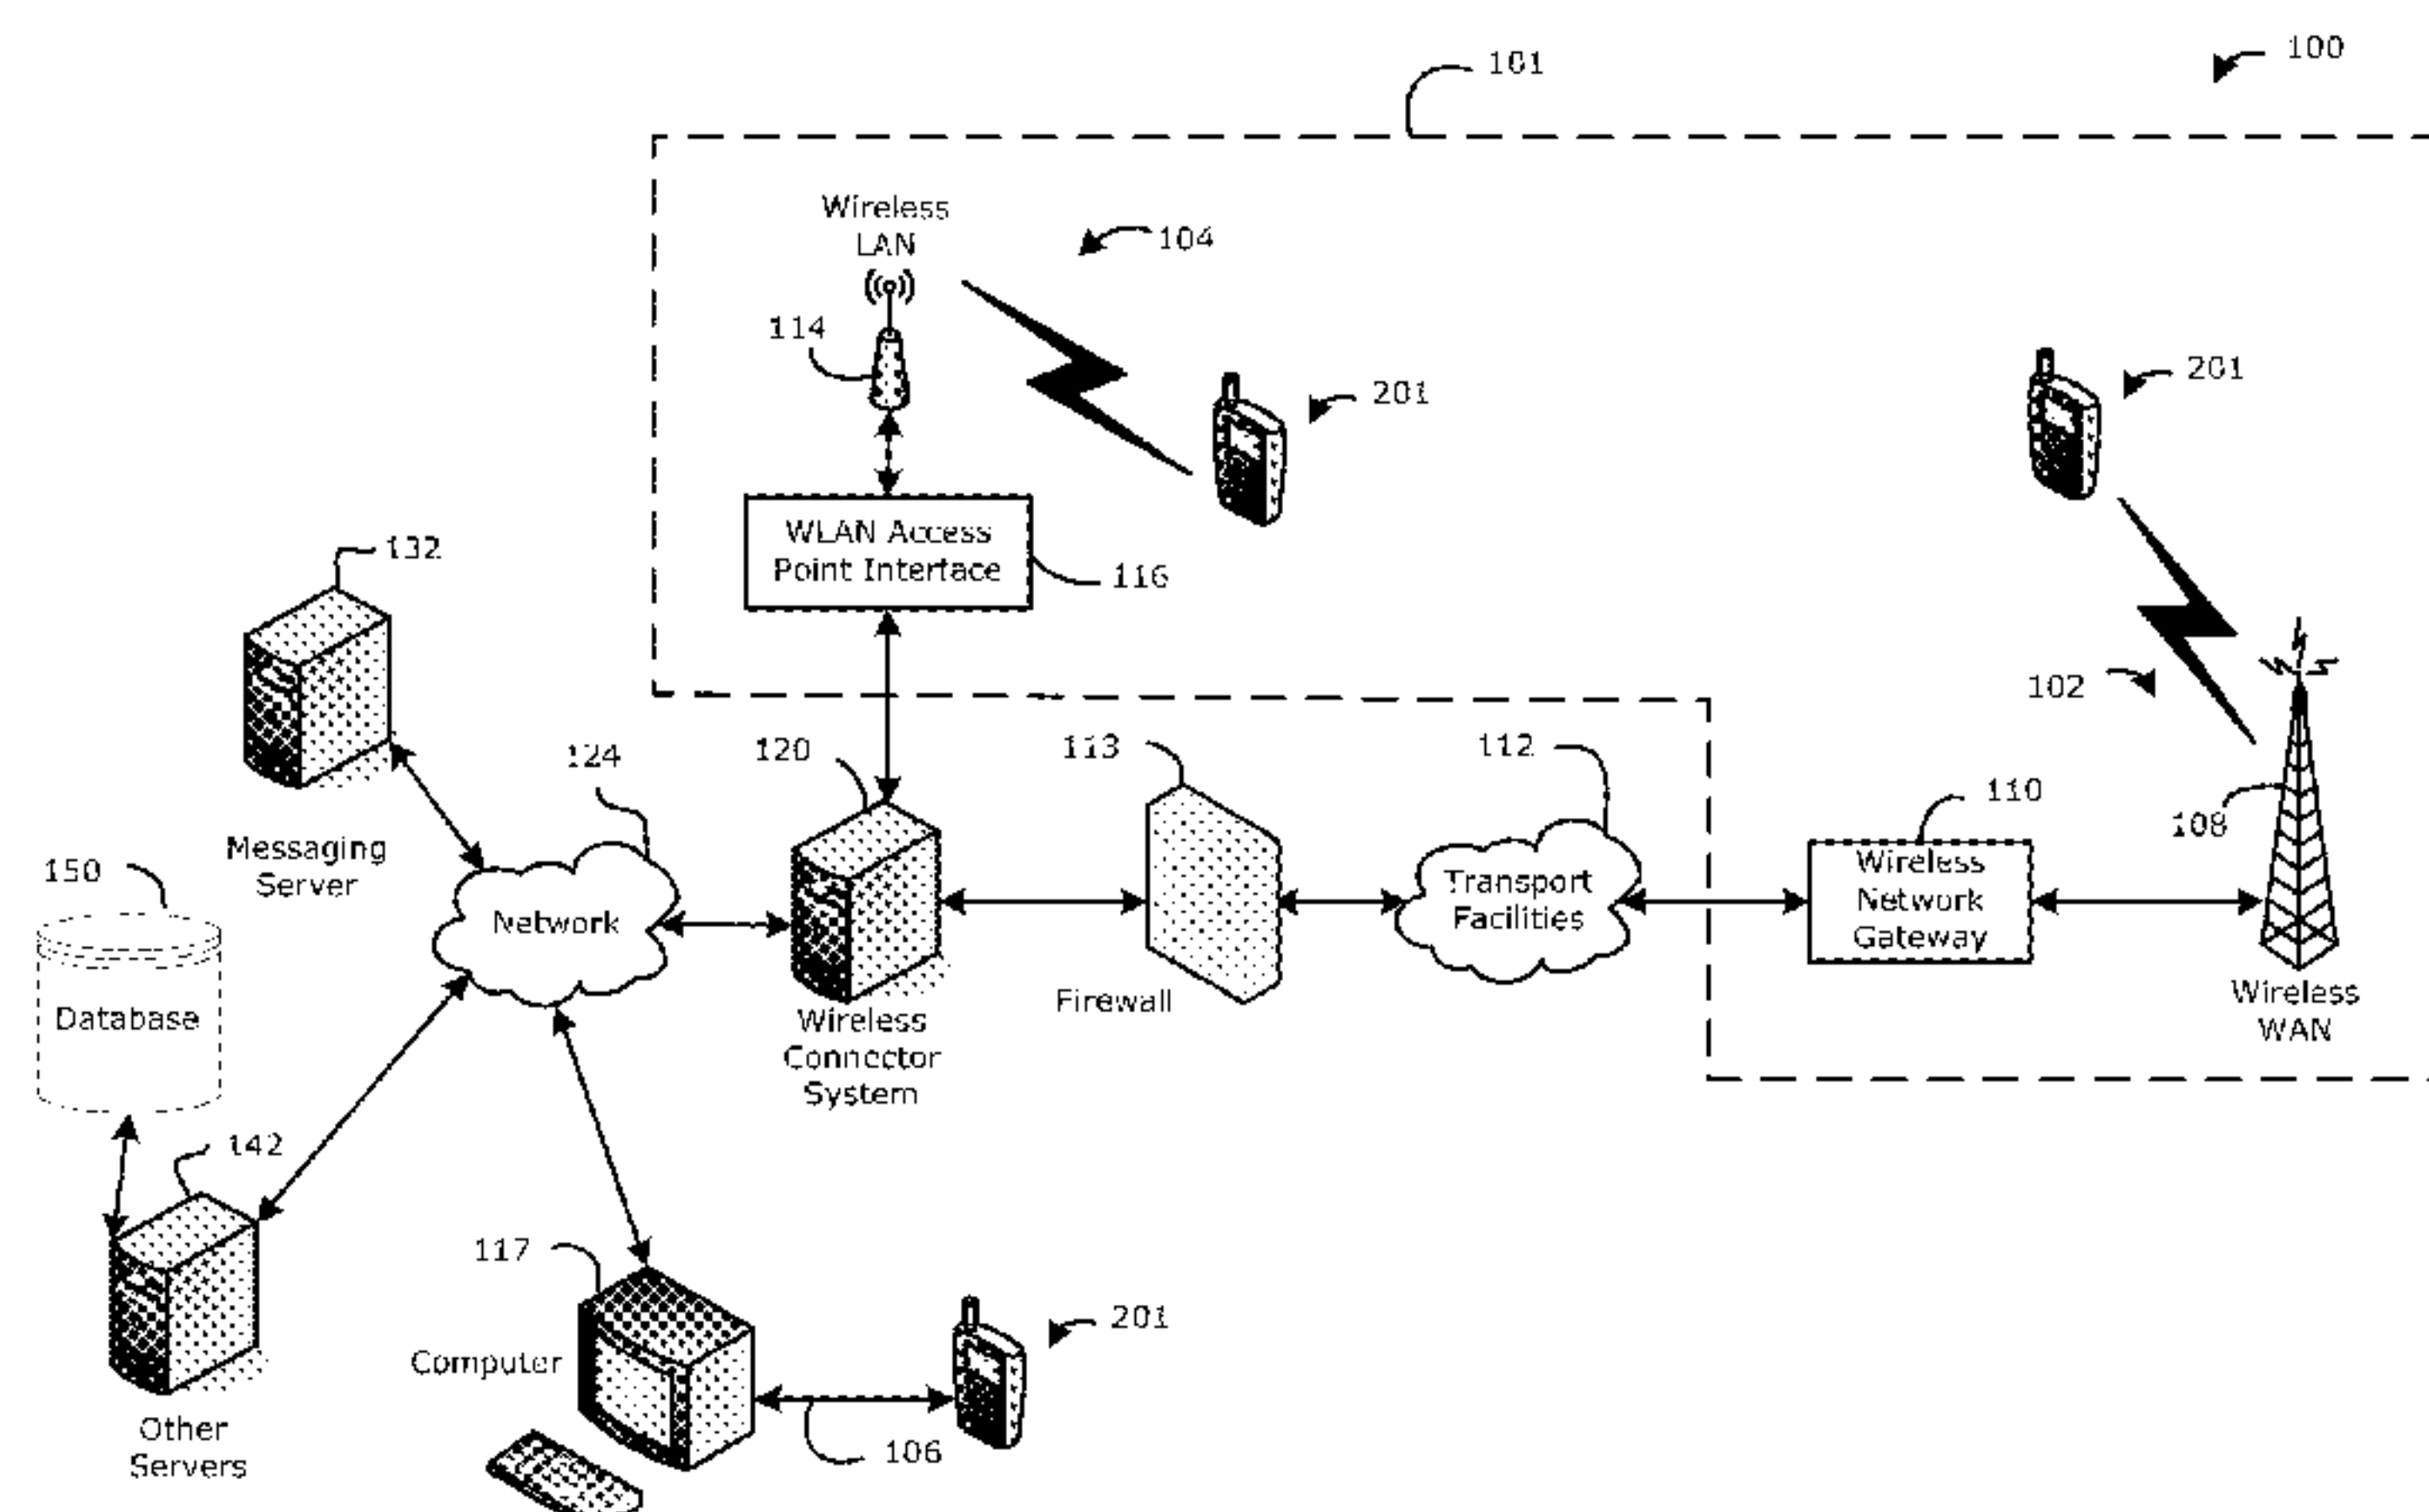 100
101
Wireless
LAN
104
114
201
201
WLAN Access
Point Interface
116
132
102
124
120
113
112
110
108
Messaging
Server
150
Network
Transport
Facilities
Wireless
Network
Gateway
Database
Firewall
Wireless
WAN
Wireless
Connector
System
142
117
201
Computer
106
Other
Servers